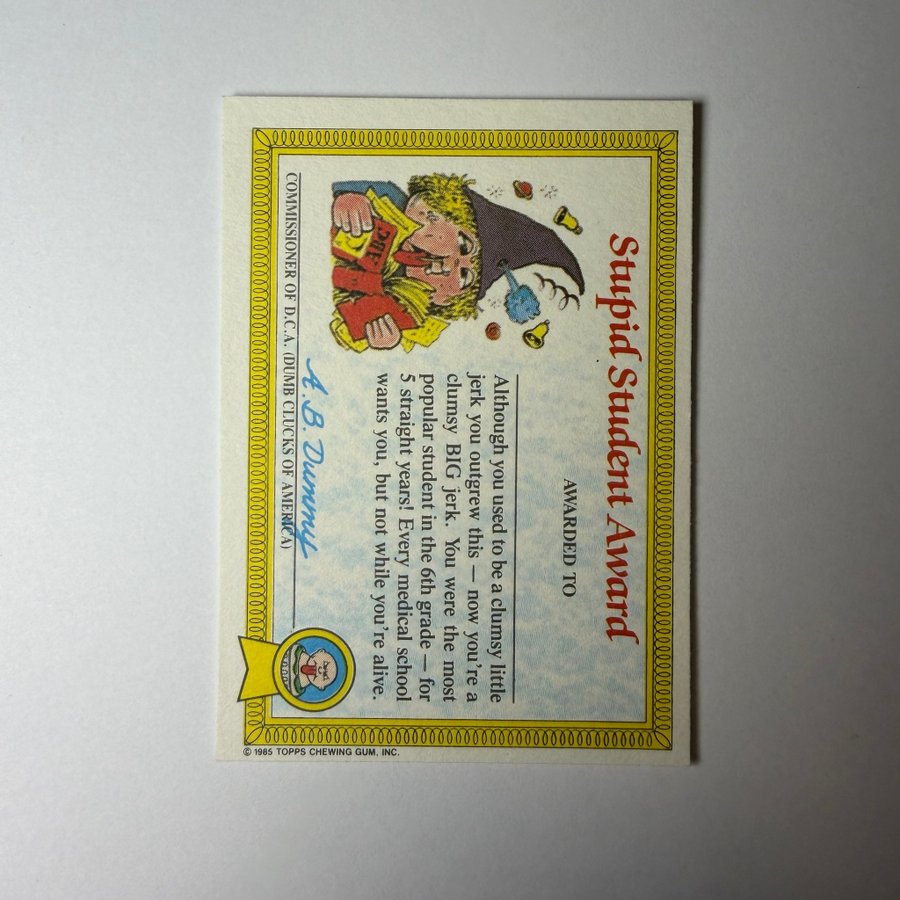 Stupid Student Award
AWARDED TO
Although you used to be a clumsy little
jerk you outgrew this — now you're a
clumsy BIG jerk. You were the most
popular student in the 6th grade — for
5 straight years! Every medical school
wants you, but not while you're alive.
ABC
A. B. Dummy
COMMISSIONER OF D.C.A. (DUMB CLUCKS OF AMERICA)
© 1985 TOPPS CHEWING GUM, INC.